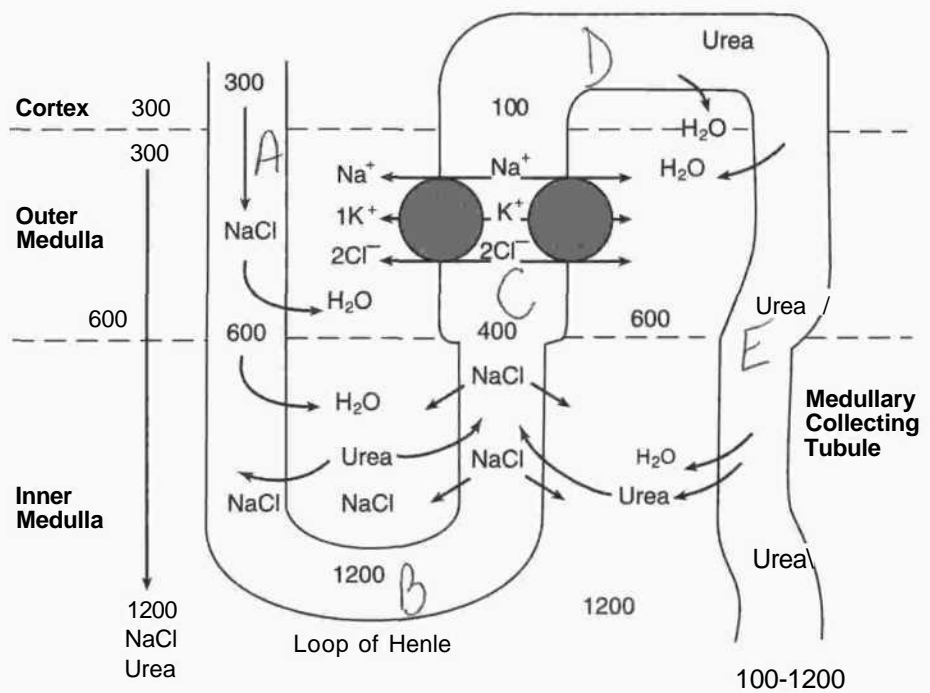 Urea
D
300
Cortex 300
100
H₂O
300
A
Na⁺ Na⁺
H₂O
Outer
Medulla
1K⁺ K⁺
NaCl
2Cl⁻ 2Cl⁻
H₂O
C
Urea
600 600 400 600
E
NaCl
H₂O
Medullary
Collecting
Tubule
Urea NaCl H₂O
Urea
Inner
Medulla
NaCl NaCl
Urea
1200 B
1200 1200
NaCl
Loop of Henle
Urea
100-1200